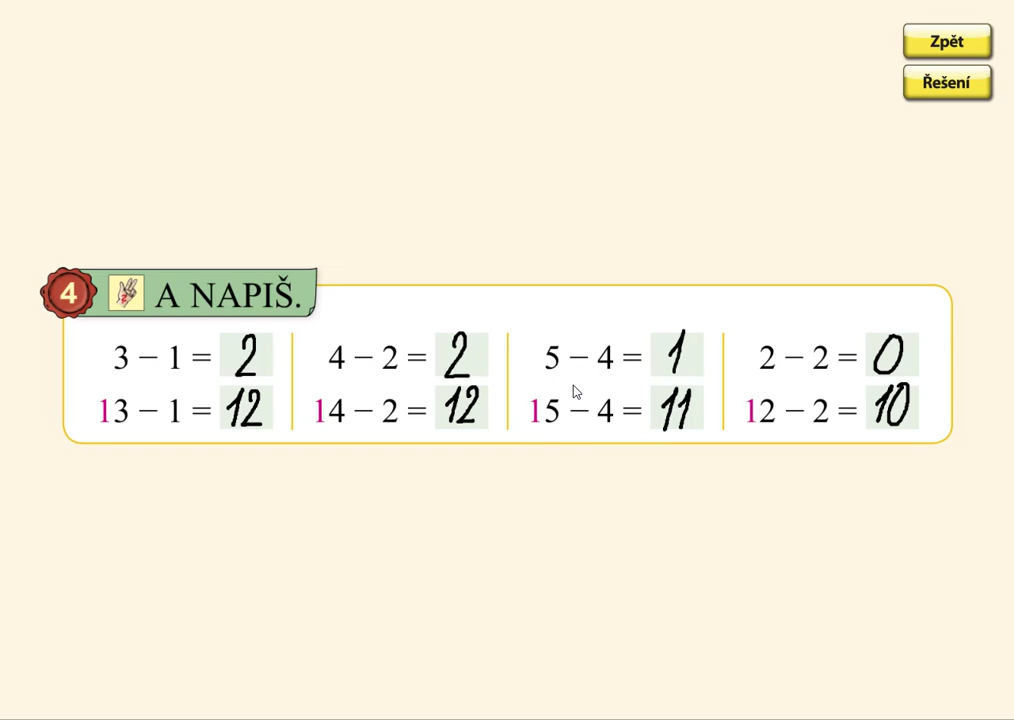 Zpět
Řešení
4 A NAPIŠ.
3 − 1 = 2 4 − 2 = 2 5 − 4 = 1 2 − 2 = 0
13 − 1 = 12 14 − 2 = 12 15 − 4 = 11 12 − 2 = 10